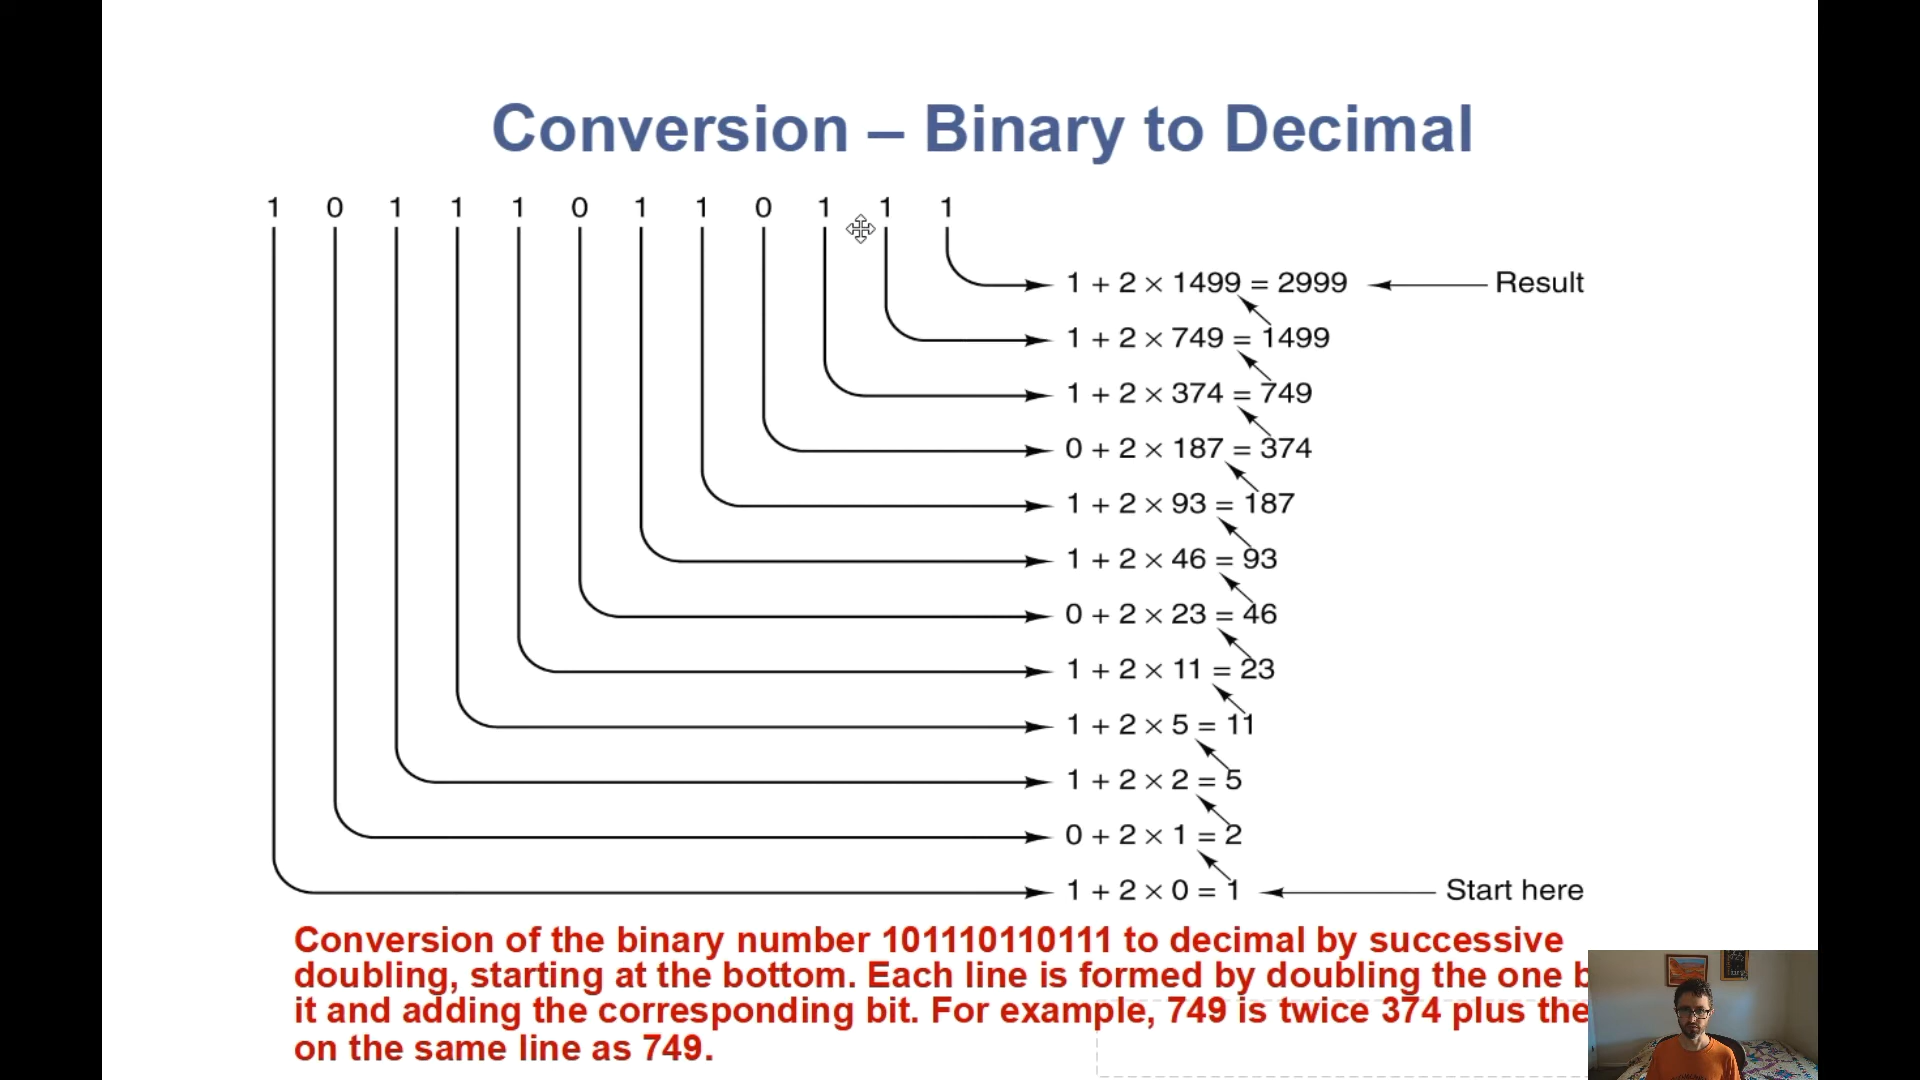 Conversion – Binary to Decimal
1 0 1 1 1 0 1 1 0 1 1 1
1 + 2 × 1499 = 2999 Result
1 + 2 × 749 = 1499
1 + 2 × 374 = 749
0 + 2 × 187 = 374
1 + 2 × 93 = 187
1 + 2 × 46 = 93
0 + 2 × 23 = 46
1 + 2 × 11 = 23
1 + 2 × 5 = 11
1 + 2 × 2 = 5
0 + 2 × 1 = 2
1 + 2 × 0 = 1 Start here
Conversion of the binary number 101110110111 to decimal by successive
doubling, starting at the bottom. Each line is formed by doubling the one
it and adding the corresponding bit. For example, 749 is twice 374 plus the
on the same line as 749.